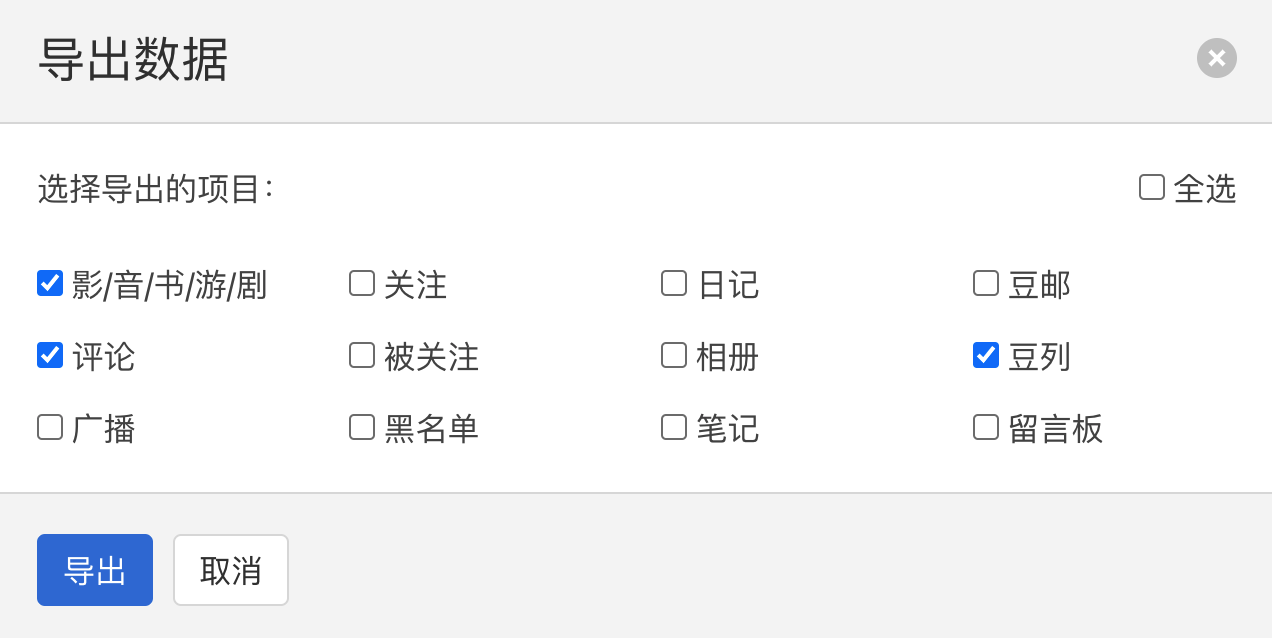 导出数据
选择导出的项目： 全选
影/音/书/游/剧 关注 日记 豆邮
评论 被关注 相册 豆列
广播 黑名单 笔记 留言板
导出 取消